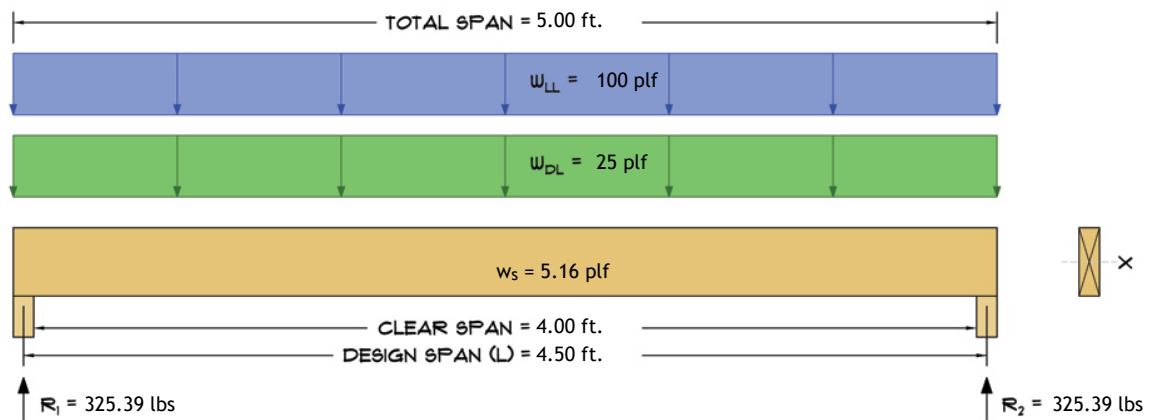 TOTAL SPAN = 5.00 ft.
WLL = 100 plf
WDL = 25 plf
ws = 5.16 plf
X
CLEAR SPAN = 4.00 ft.
DESIGN SPAN (L) = 4.50 ft.
R1 = 325.39 lbs
R2 = 325.39 lbs